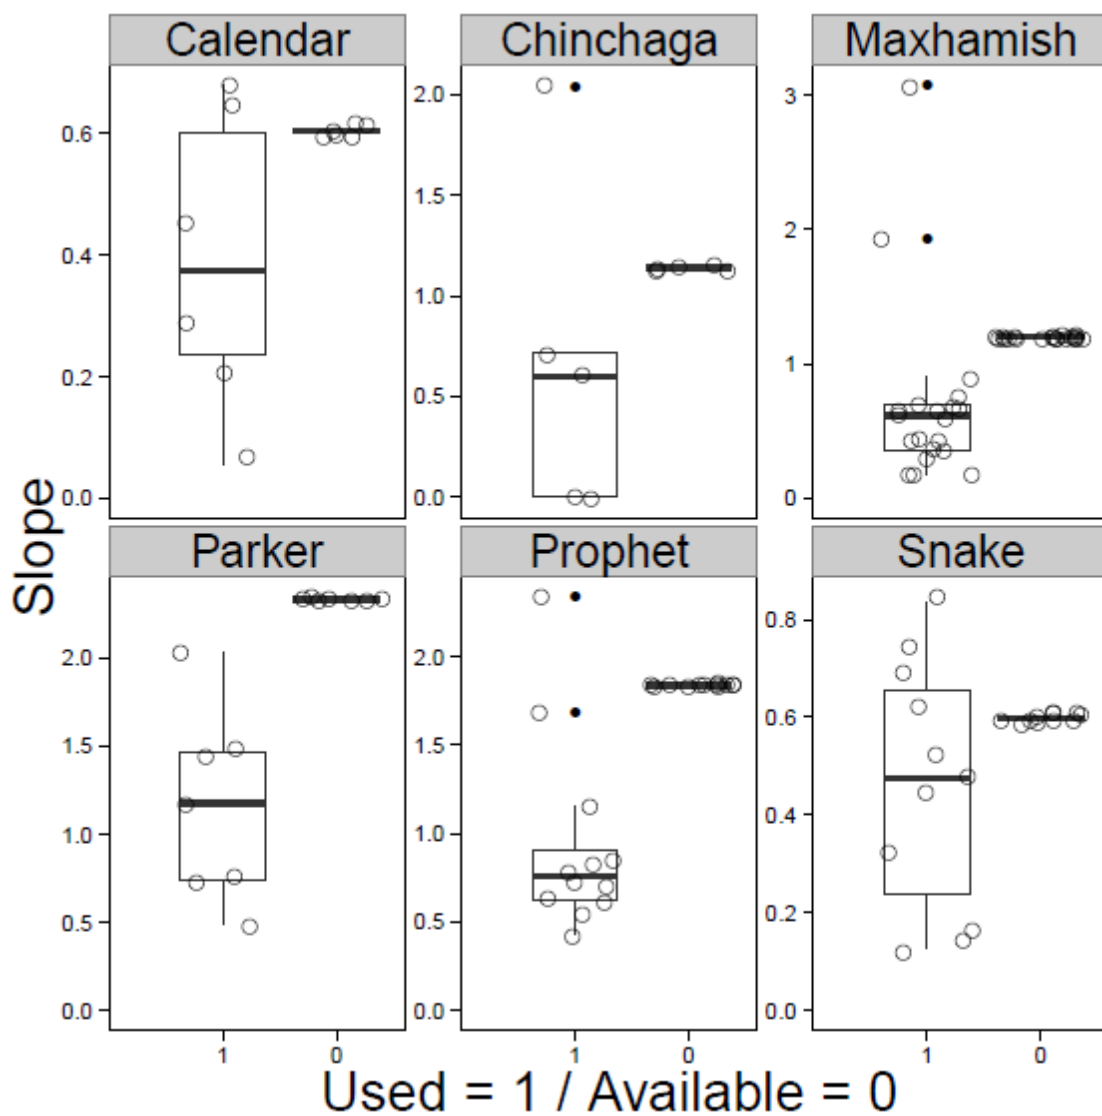 Calendar Chinchaga Maxhamish
0.6 2.0 3
0.4 1.5 2
0.2 1.0 1
0.0 0.5 0
0.0
Slope
Parker Prophet Snake
2.0 2.0 0.8
1.5 1.5 0.6
1.0 1.0 0.4
0.5 0.5 0.2
0.0 0.0 0.0
1 0 1 0 1 0
Used = 1 / Available = 0